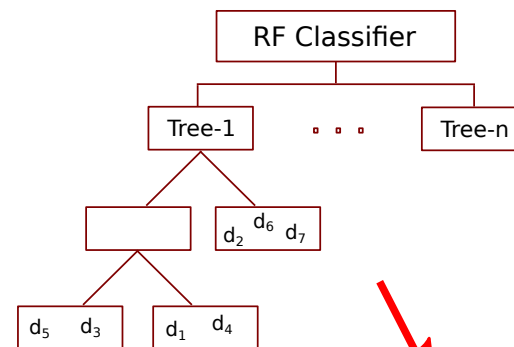 RF Classifier
Tree-1
Tree-n
d₂ d₆ d₇
d₅ d₃
d₁ d₄